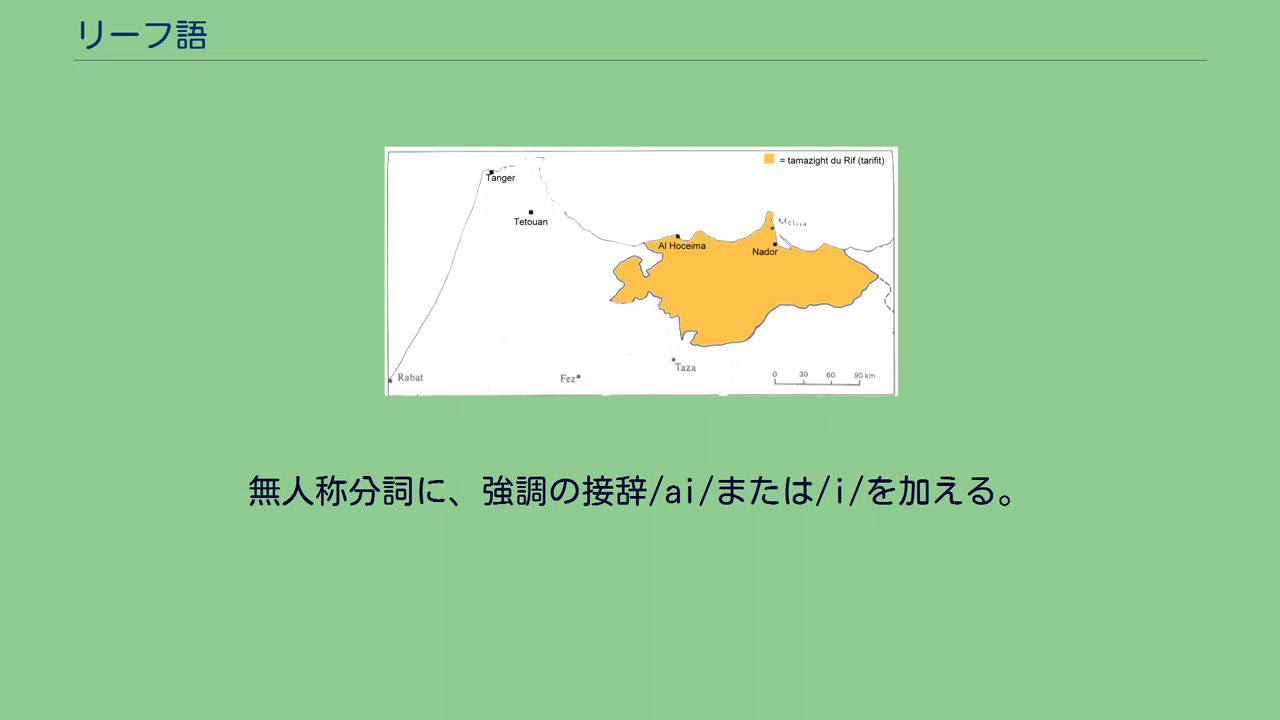 リーフ語
= tamazight du Rif (tarifit)
Tanger
Tetouan
Melilla
Al Hoceima
Nador
Taza
Rabat
Fez
0 30 60 90 km
無人称分詞に、強調の接辞/ai/または/i/を加える。